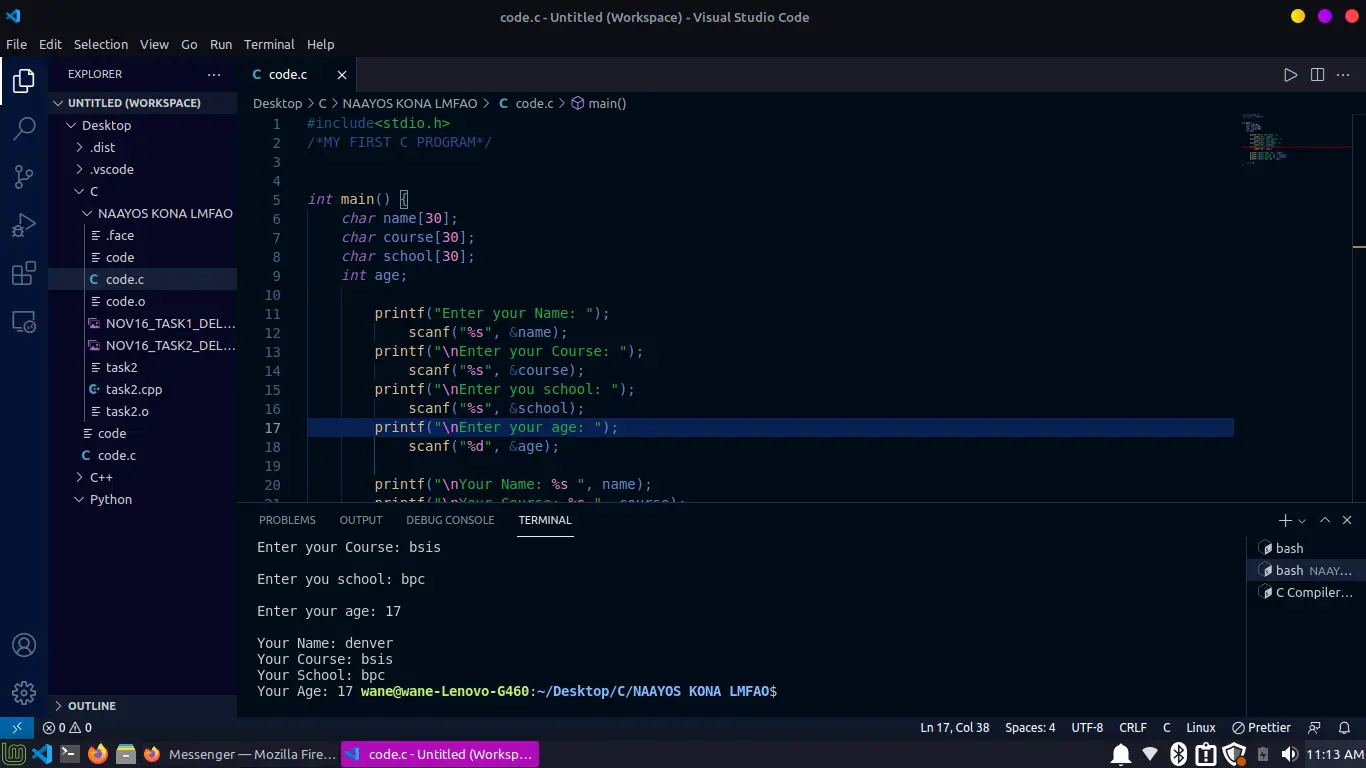 code.c - Untitled (Workspace) - Visual Studio Code
File Edit Selection View Go Run Terminal Help
EXPLORER ···
UNTITLED (WORKSPACE)
Desktop
.dist
.vscode
C
NAAYOS KONA LMFAO
.face
code
C code.c
code.o
NOV16_TASK1_DEL...
NOV16_TASK2_DEL...
task2
task2.cpp
task2.o
code
C code.c
C++
Python
OUTLINE
C code.c
Desktop > C > NAAYOS KONA LMFAO > C code.c > main()
1 #include<stdio.h>
2 /*MY FIRST C PROGRAM*/
3
4
5 int main() {
6 char name[30];
7 char course[30];
8 char school[30];
9 int age;
10
11 printf("Enter your Name: ");
12 scanf("%s", &name);
13 printf("\nEnter your Course: ");
14 scanf("%s", &course);
15 printf("\nEnter you school: ");
16 scanf("%s", &school);
17 printf("\nEnter your age: ");
18 scanf("%d", &age);
19
20 printf("\nYour Name: %s ", name);
21 printf("\nYour Course: %s ", course);
PROBLEMS OUTPUT DEBUG CONSOLE TERMINAL
Enter your Course: bsis
Enter you school: bpc
Enter your age: 17
Your Name: denver
Your Course: bsis
Your School: bpc
Your Age: 17 wane@wane-Lenovo-G460:~/Desktop/C/NAAYOS KONA LMFAO$
bash
bash NAAY...
C Compiler...
0 0 Ln 17, Col 38 Spaces: 4 UTF-8 CRLF C Linux Prettier
Messenger — Mozilla Fire... code.c - Untitled (Worksp... 11:13 AM